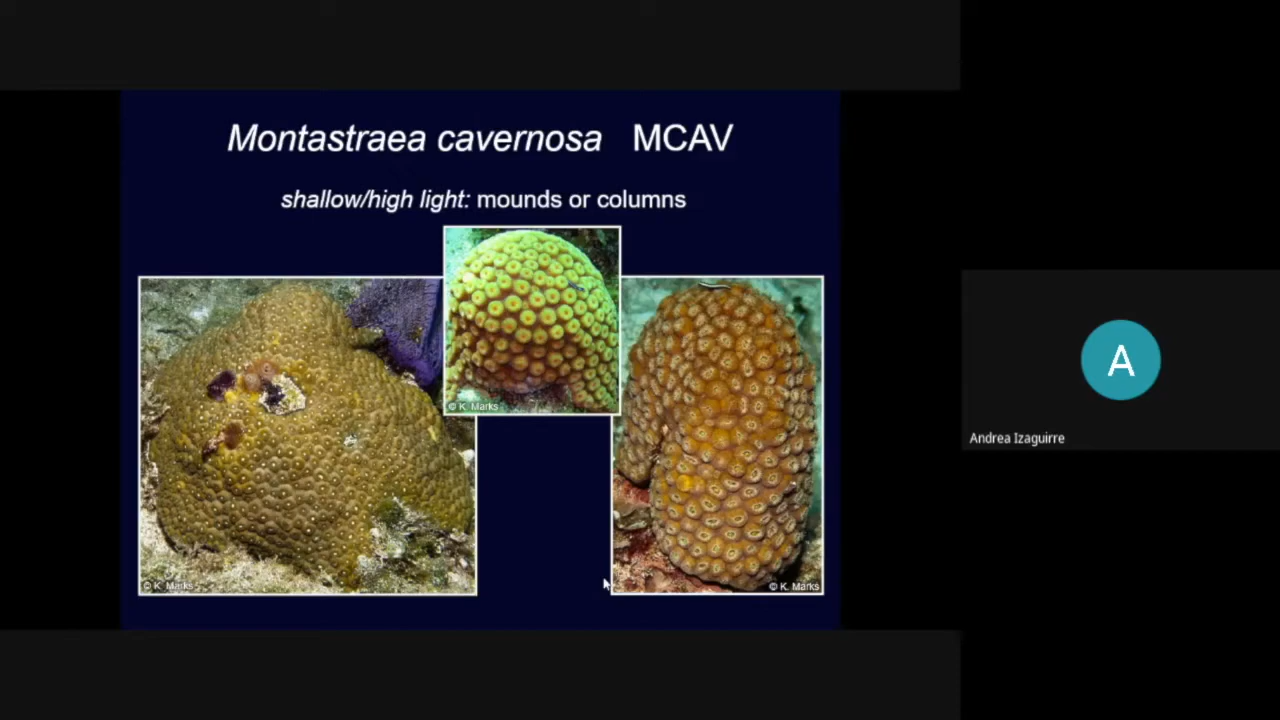 Montastraea cavernosa MCAV
shallow/high light: mounds or columns
© K. Marks
© K. Marks
© K. Marks
A
Andrea Izaguirre